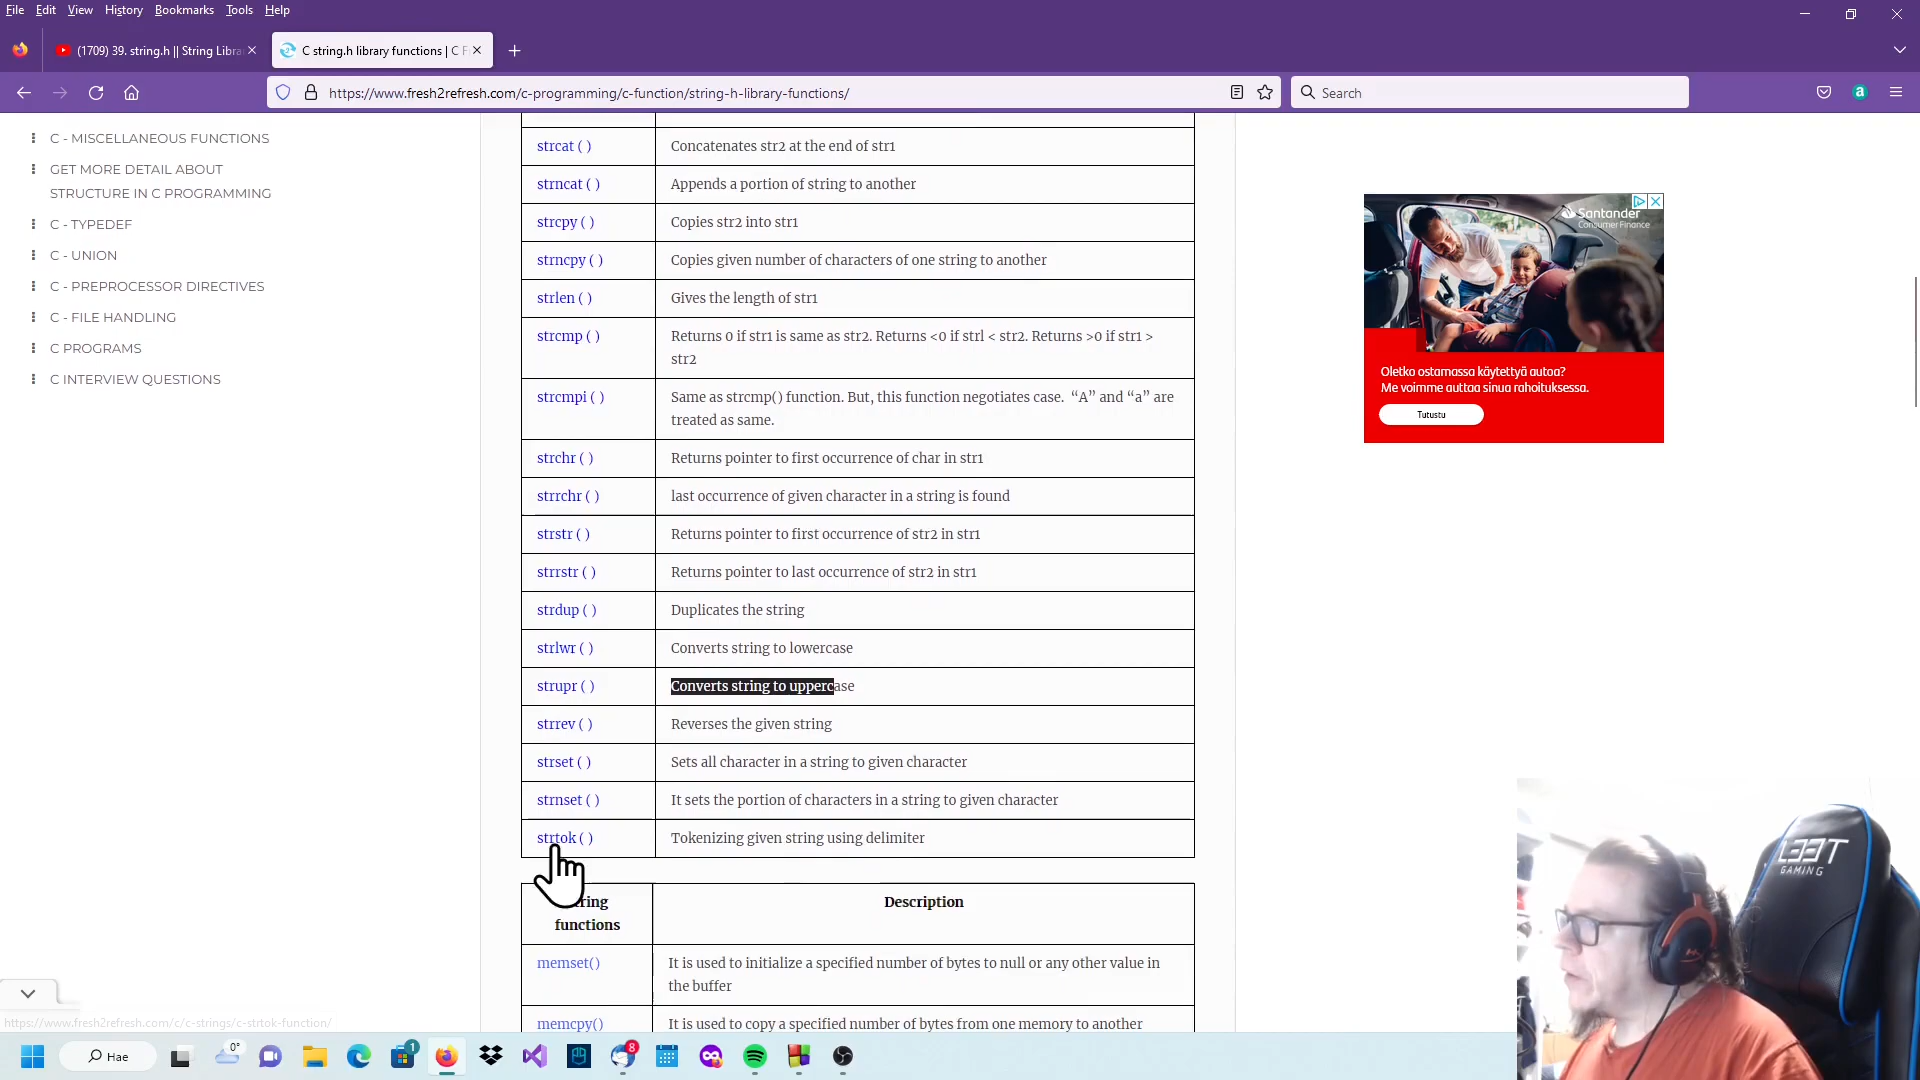 File Edit View History Bookmarks Tools Help
(1709) 39. string.h || String Libra
C string.h library functions | C F
https://www.fresh2refresh.com/c-programming/c-function/string-h-library-functions/
Search
C - MISCELLANEOUS FUNCTIONS
GET MORE DETAIL ABOUT
STRUCTURE IN C PROGRAMMING
C - TYPEDEF
C - UNION
C - PREPROCESSOR DIRECTIVES
C - FILE HANDLING
C PROGRAMS
C INTERVIEW QUESTIONS
strcat ( ) Concatenates str2 at the end of str1
strncat ( ) Appends a portion of string to another
strcpy ( ) Copies str2 into str1
strncpy ( ) Copies given number of characters of one string to another
strlen ( ) Gives the length of str1
strcmp ( ) Returns 0 if str1 is same as str2. Returns <0 if strl < str2. Returns >0 if str1 >
str2
strcmpi ( ) Same as strcmp() function. But, this function negotiates case. “A” and “a” are
treated as same.
strchr ( ) Returns pointer to first occurrence of char in str1
strrchr ( ) last occurrence of given character in a string is found
strstr ( ) Returns pointer to first occurrence of str2 in str1
strrstr ( ) Returns pointer to last occurrence of str2 in str1
strdup ( ) Duplicates the string
strlwr ( ) Converts string to lowercase
strupr ( ) Converts string to uppercase
strrev ( ) Reverses the given string
strset ( ) Sets all character in a string to given character
strnset ( ) It sets the portion of characters in a string to given character
strtok ( ) Tokenizing given string using delimiter
Description
functions
memset() It is used to initialize a specified number of bytes to null or any other value in
the buffer
memcpy() It is used to copy a specified number of bytes from one memory to another
Santander
Consumer Finance
Oletko ostamassa käytettyä autoa?
Me voimme auttaa sinua rahoituksessa.
Tutustu
GAMING
https://www.fresh2refresh.com/c/c-strings/c-strtok-function/
Hae
0°
1
8
a